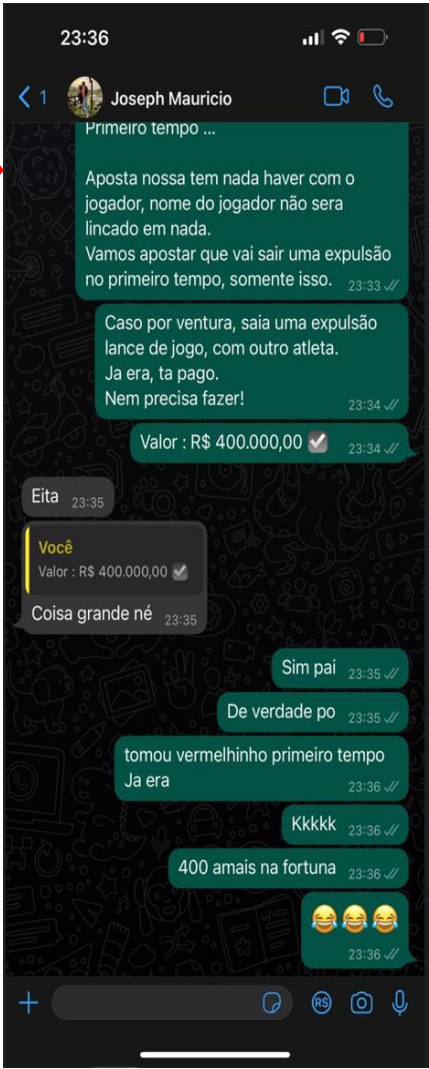 23:36
1
Joseph Mauricio
Primeiro tempo ...
Aposta nossa tem nada haver com o
jogador, nome do jogador não sera
lincado em nada.
Vamos apostar que vai sair uma expulsão
no primeiro tempo, somente isso. 23:33
Caso por ventura, saia uma expulsão
lance de jogo, com outro atleta.
Ja era, ta pago.
Nem precisa fazer! 23:34
Valor : R$ 400.000,00 ✅ 23:34
Eita 23:35
Você
Valor : R$ 400.000,00 ✅
Coisa grande né 23:35
Sim pai 23:35
De verdade po 23:35
tomou vermelhinho primeiro tempo
Ja era 23:36
Kkkkk 23:36
400 amais na fortuna 23:36
😂😂😂
23:36
R$